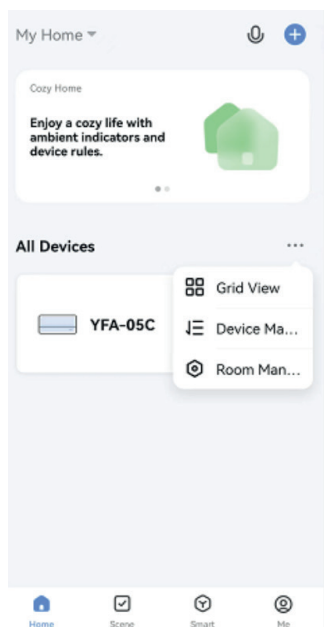 My Home
Cozy Home
Enjoy a cozy life with
ambient indicators and
device rules.
All Devices
Grid View
YFA-05C
Device Ma...
Room Man...
Home
Scene
Smart
Me